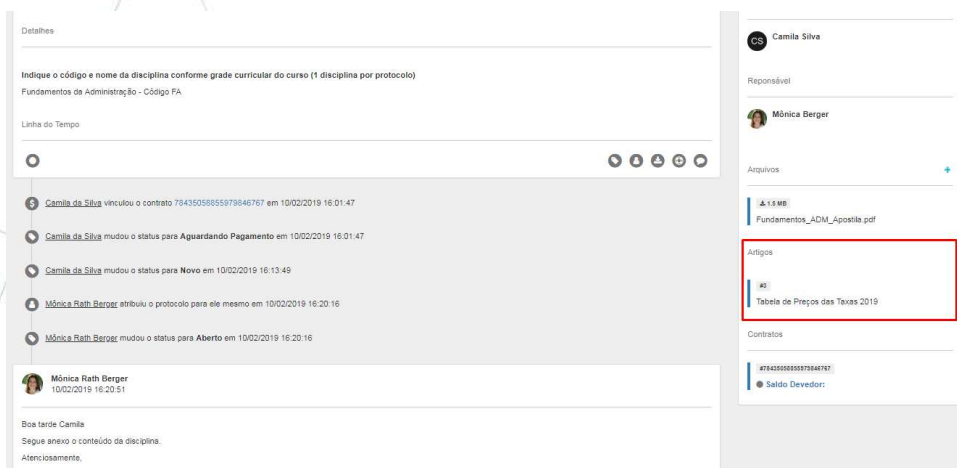 Detalhes
Indique o código e nome da disciplina conforme grade curricular do curso (1 disciplina por protocolo)
Fundamentos da Administração - Código FA
Linha do Tempo
Camila da Silva vinculou o contrato 78435058855979846767 em 10/02/2019 16:01:47
Camila da Silva mudou o status para Aguardando Pagamento em 10/02/2019 16:01:47
Camila da Silva mudou o status para Novo em 10/02/2019 16:13:49
Mônica Rath Berger atribuiu o protocolo para ele mesmo em 10/02/2019 16:20:16
Mônica Rath Berger mudou o status para Aberto em 10/02/2019 16:20:16
Mônica Rath Berger
10/02/2019 16:20:51
Boa tarde Camila
Segue anexo o conteúdo da disciplina.
Atenciosamente,
CS Camila Silva
Reponsável
Mônica Berger
Arquivos +
1.5 MB
Fundamentos_ADM_Apostila.pdf
Artigos
#3
Tabela de Preços das Taxas 2019
Contratos
#78435058855979846767
Saldo Devedor: